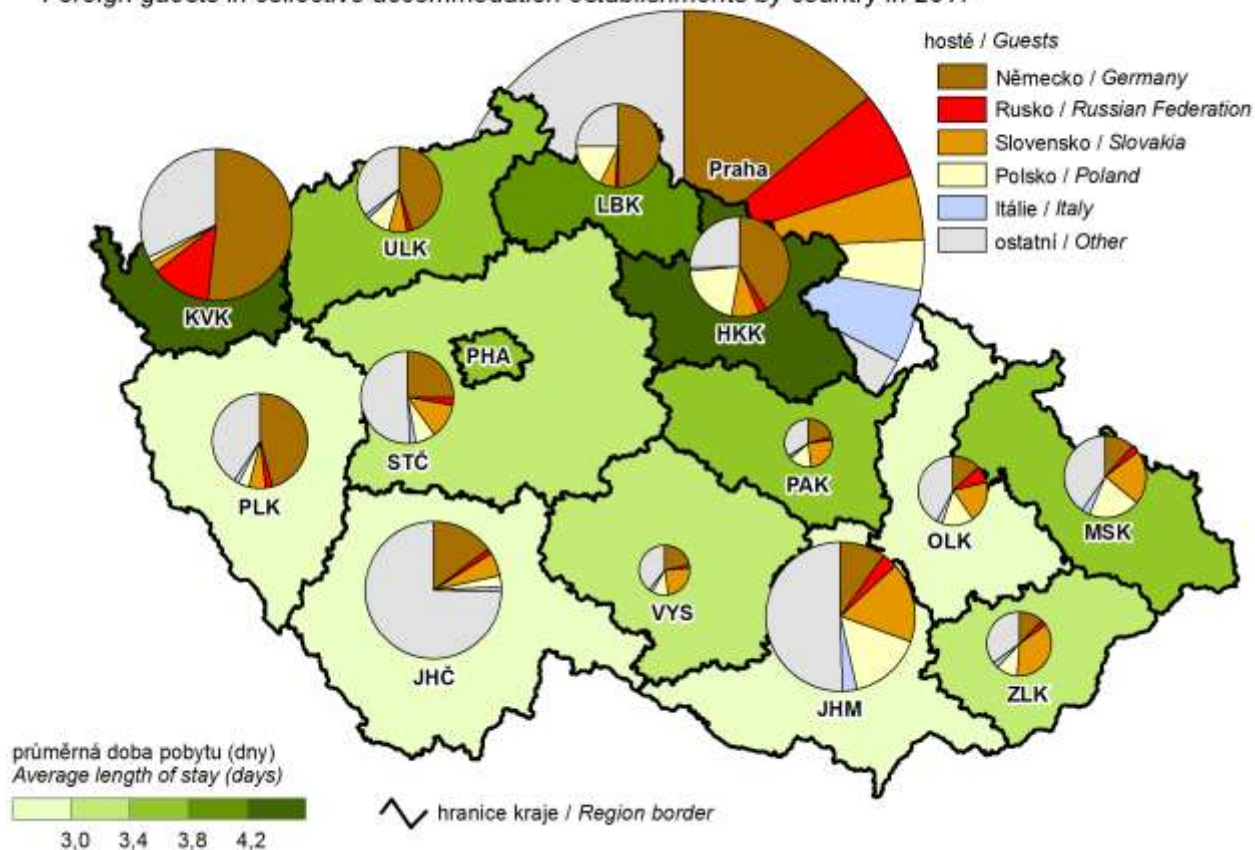 Foreign guests in collective accommodation establishments by country in 2017
hosté / Guests
Německo / Germany
Rusko / Russian Federation
Slovensko / Slovakia
Polsko / Poland
Itálie / Italy
ostatní / Other
Praha
LBK
ULK
KVK
HKK
PHA
STČ
PAK
PLK
OLK
MSK
VYS
JHČ
JHM
ZLK
průměrná doba pobytu (dny)
Average length of stay (days)
3,0 3,4 3,8 4,2
hranice kraje / Region border